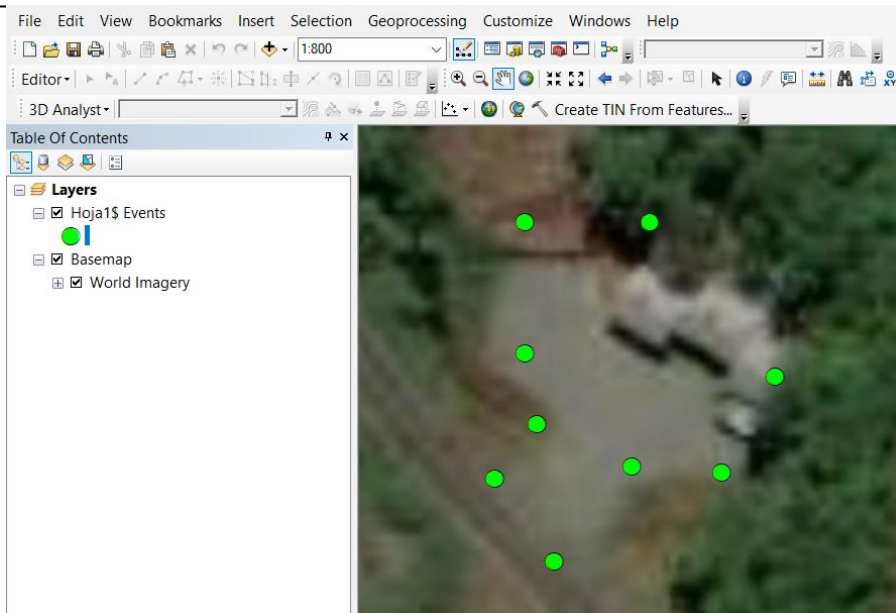 File Edit View Bookmarks Insert Selection Geoprocessing Customize Windows Help
1:800
Editor
3D Analyst Create TIN From Features...
Table Of Contents
Layers
Hoja1$ Events
Basemap
World Imagery